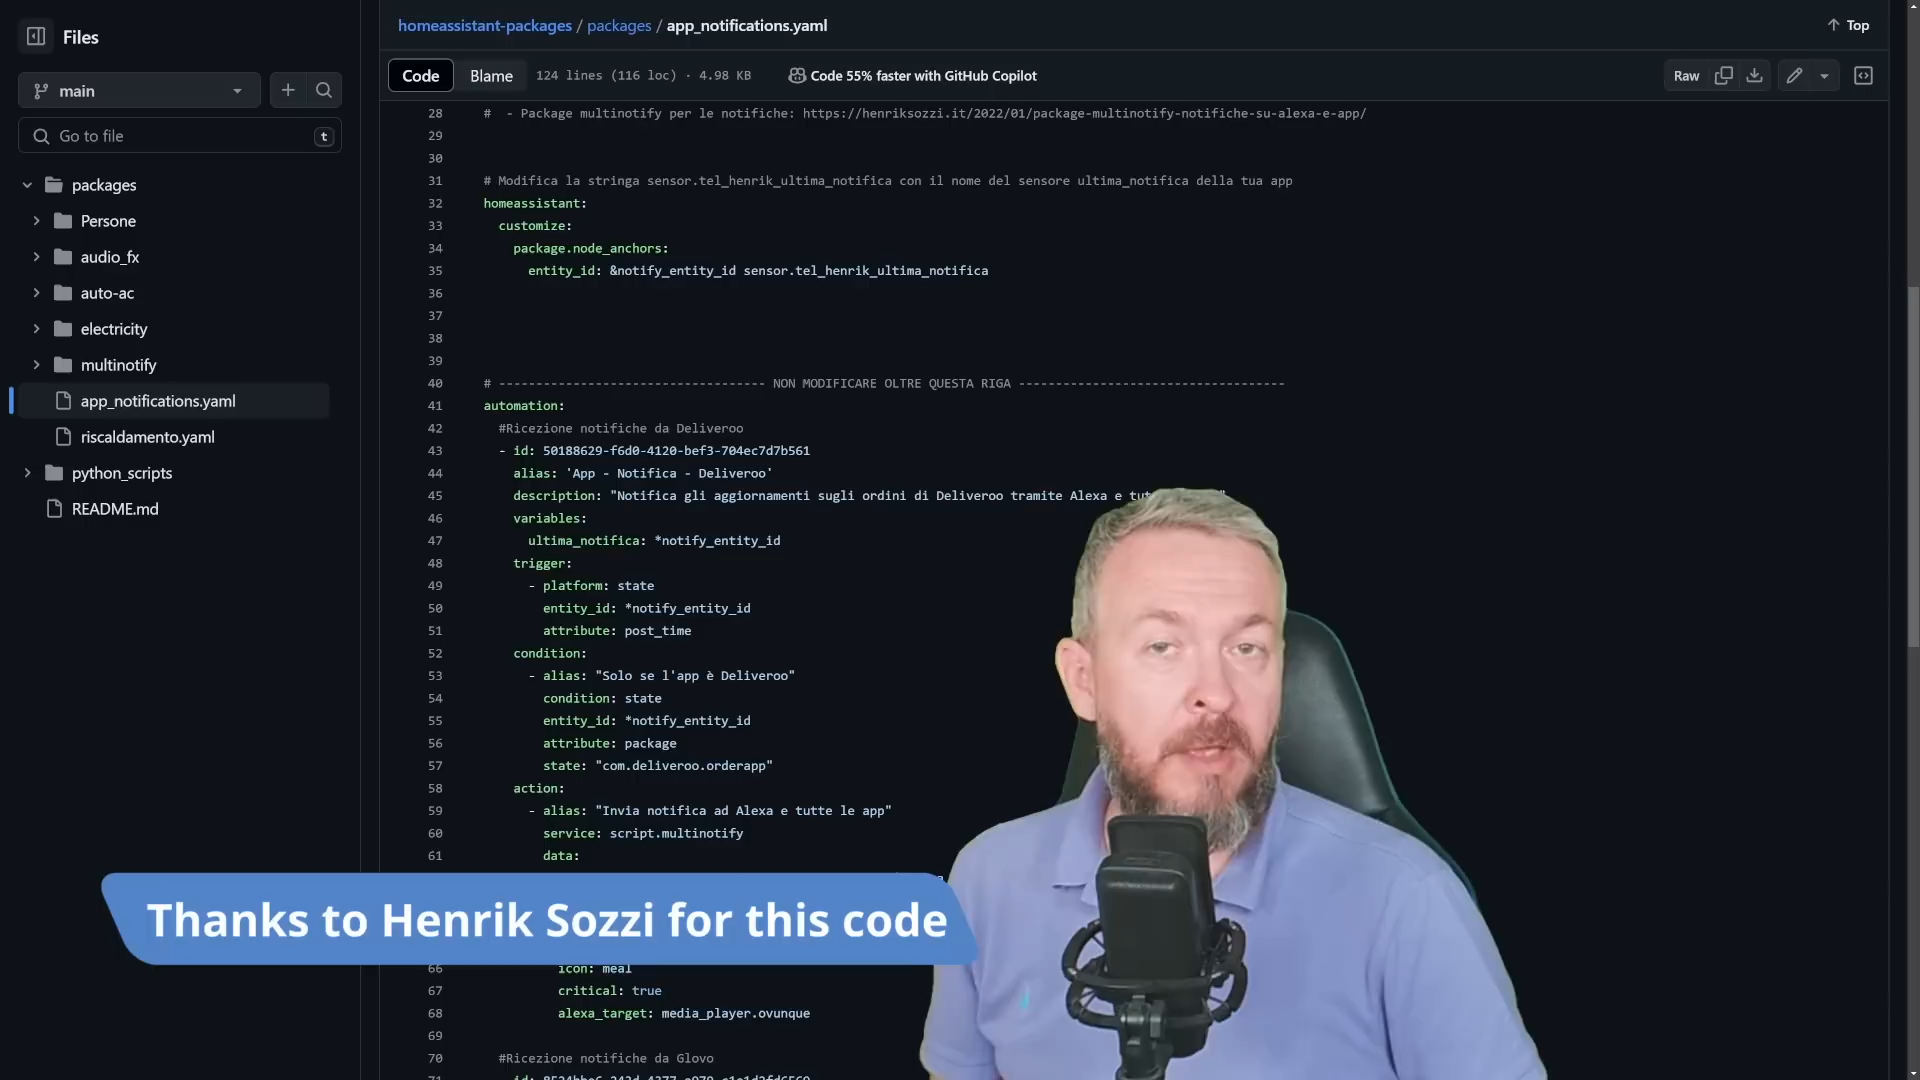 Files
main
Go to file
t
packages
Persone
audio_fx
auto-ac
electricity
multinotify
app_notifications.yaml
riscaldamento.yaml
python_scripts
README.md
homeassistant-packages / packages / app_notifications.yaml
Top
Code Blame 124 lines (116 loc) · 4.98 KB Code 55% faster with GitHub Copilot
Raw
28 #  - Package multinotify per le notifiche: https://henriksozzi.it/2022/01/package-multinotify-notifiche-su-alexa-e-app/
29
30
31 # Modifica la stringa sensor.tel_henrik_ultima_notifica con il nome del sensore ultima_notifica della tua app
32 homeassistant:
33 customize:
34 package.node_anchors:
35 entity_id: &notify_entity_id sensor.tel_henrik_ultima_notifica
36
37
38
39
40 # ------------------------------------ NON MODIFICARE OLTRE QUESTA RIGA ------------------------------------
41 automation:
42 #Ricezione notifiche da Deliveroo
43 - id: 50188629-f6d0-4120-bef3-704ec7d7b561
44 alias: 'App - Notifica - Deliveroo'
45 description: "Notifica gli aggiornamenti sugli ordini di Deliveroo tramite Alexa e
46 variables:
47 ultima_notifica: *notify_entity_id
48 trigger:
49 - platform: state
50 entity_id: *notify_entity_id
51 attribute: post_time
52 condition:
53 - alias: "Solo se l'app è Deliveroo"
54 condition: state
55 entity_id: *notify_entity_id
56 attribute: package
57 state: "com.deliveroo.orderapp"
58 action:
59 - alias: "Invia notifica ad Alexa e tutte le app"
60 service: script.multinotify
61 data:
Thanks to Henrik Sozzi for this code
66 icon: meal
67 critical: true
68 alexa_target: media_player.ovunque
69
70 #Ricezione notifiche da Glovo